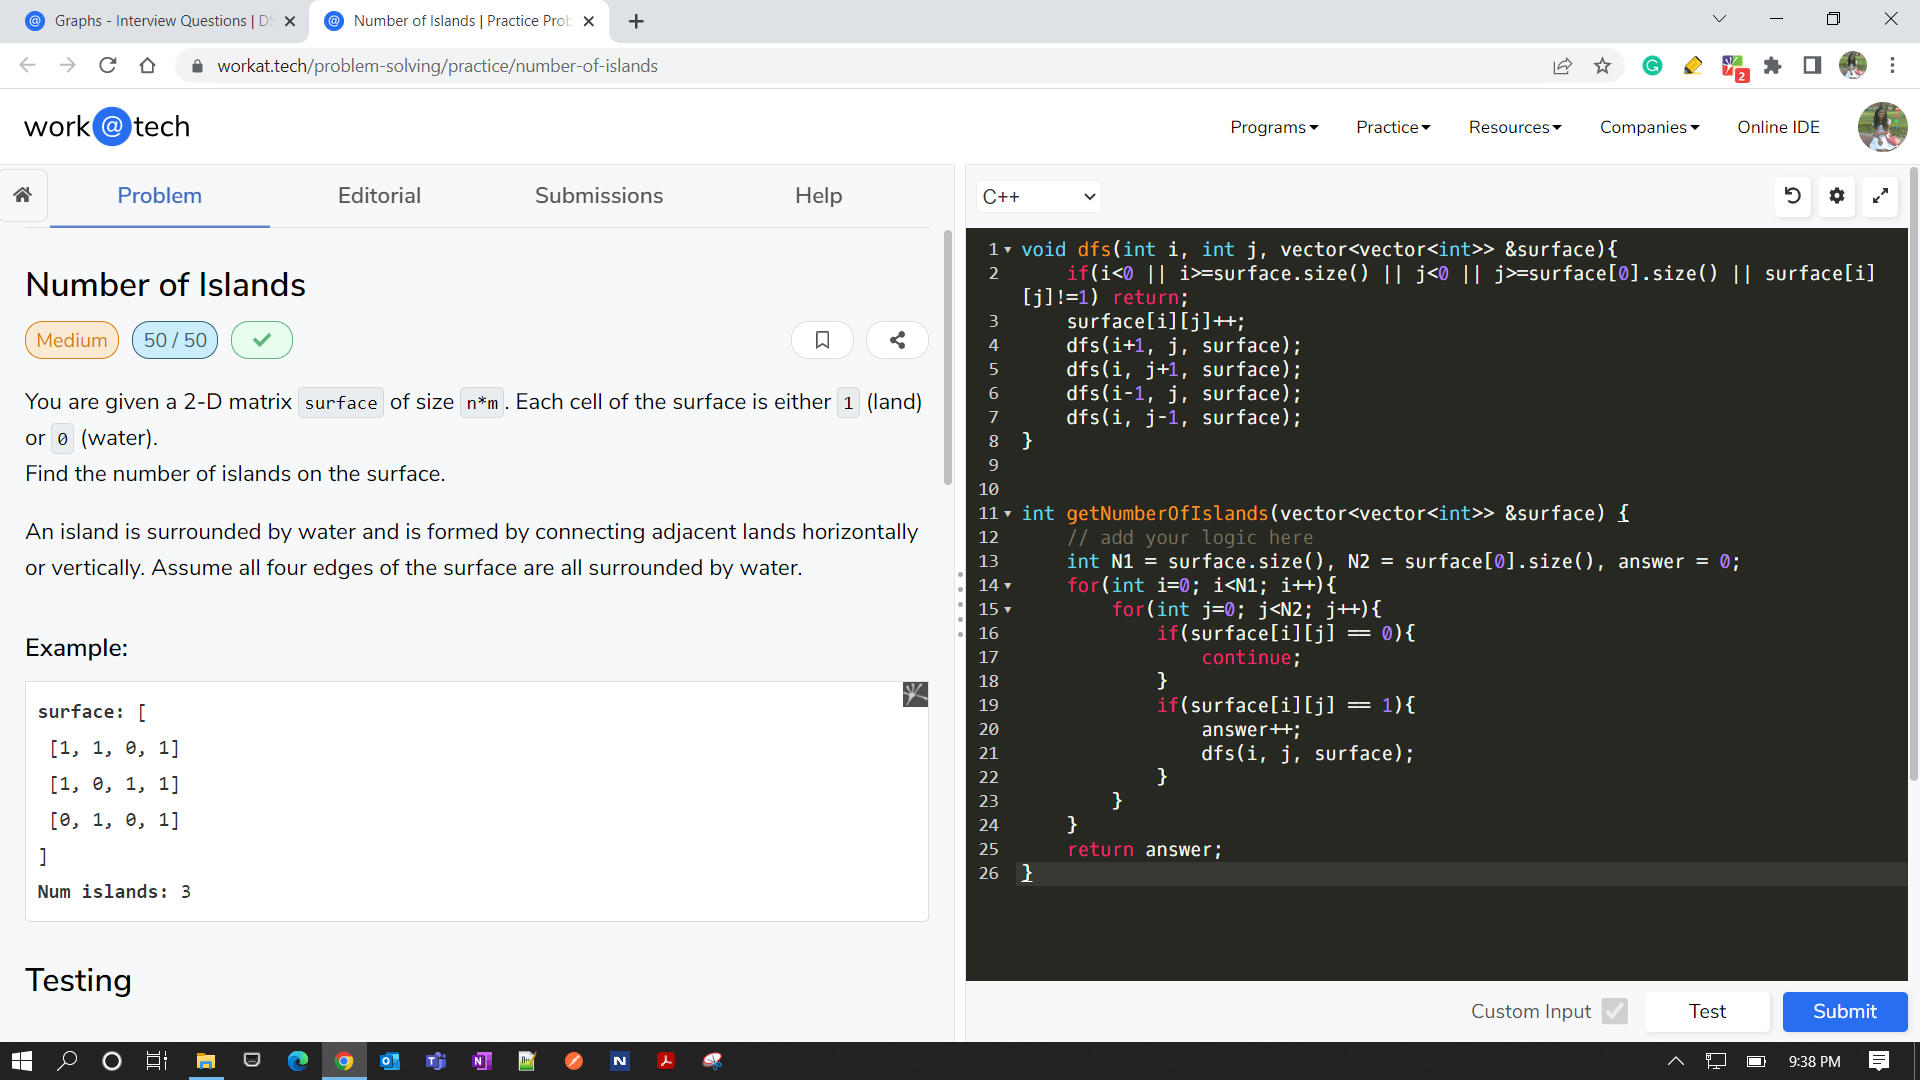 Graphs - Interview Questions | DS
Number of Islands | Practice Prob
workat.tech/problem-solving/practice/number-of-islands
2
work@tech
Programs
Practice
Resources
Companies
Online IDE
Problem
Editorial
Submissions
Help
C++
Number of Islands
Medium
50 / 50
You are given a 2-D matrix surface of size n*m. Each cell of the surface is either 1 (land)
or 0 (water).
Find the number of islands on the surface.
An island is surrounded by water and is formed by connecting adjacent lands horizontally
or vertically. Assume all four edges of the surface are all surrounded by water.
Example:
surface: [
[1, 1, 0, 1]
[1, 0, 1, 1]
[0, 1, 0, 1]
]
Num islands: 3
Testing
1 void dfs(int i, int j, vector<vector<int>> &surface){
2 if(i<0 || i>=surface.size() || j<0 || j>=surface[0].size() || surface[i]
[j]!=1) return;
3 surface[i][j]++;
4 dfs(i+1, j, surface);
5 dfs(i, j+1, surface);
6 dfs(i-1, j, surface);
7 dfs(i, j-1, surface);
8 }
9
10
11 int getNumberOfIslands(vector<vector<int>> &surface) {
12 // add your logic here
13 int N1 = surface.size(), N2 = surface[0].size(), answer = 0;
14 for(int i=0; i<N1; i++){
15 for(int j=0; j<N2; j++){
16 if(surface[i][j] == 0){
17 continue;
18 }
19 if(surface[i][j] == 1){
20 answer++;
21 dfs(i, j, surface);
22 }
23 }
24 }
25 return answer;
26 }
Custom Input
Test
Submit
9:38 PM